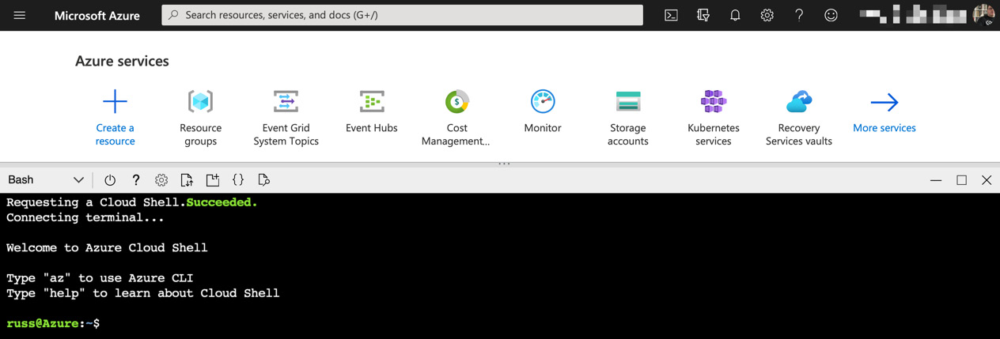 Microsoft Azure
Search resources, services, and docs (G+/)
Azure services
Create a
resource
Resource
groups
Event Grid
System Topics
Event Hubs
Cost
Management...
Monitor
Storage
accounts
Kubernetes
services
Recovery
Services vaults
More services
Bash
Requesting a Cloud Shell.Succeeded.
Connecting terminal...
Welcome to Azure Cloud Shell
Type "az" to use Azure CLI
Type "help" to learn about Cloud Shell
russ@Azure:~$